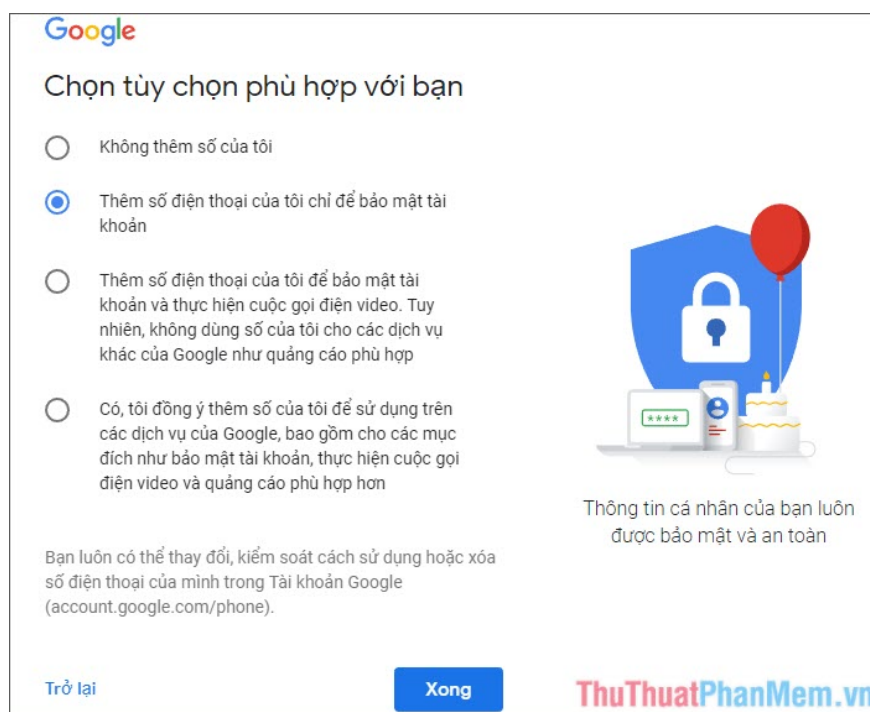 Google
Chọn tùy chọn phù hợp với bạn
Không thêm số của tôi
Thêm số điện thoại của tôi chỉ để bảo mật tài
khoản
Thêm số điện thoại của tôi để bảo mật tài
khoản và thực hiện cuộc gọi điện video. Tuy
nhiên, không dùng số của tôi cho các dịch vụ
khác của Google như quảng cáo phù hợp
Có, tôi đồng ý thêm số của tôi để sử dụng trên
các dịch vụ của Google, bao gồm cho các mục
đích như bảo mật tài khoản, thực hiện cuộc gọi
điện video và quảng cáo phù hợp hơn
Bạn luôn có thể thay đổi, kiểm soát cách sử dụng hoặc xóa
số điện thoại của mình trong Tài khoản Google
(account.google.com/phone).
Trở lại
Xong
****
Thông tin cá nhân của bạn luôn
được bảo mật và an toàn
ThuThuatPhanMem.vn